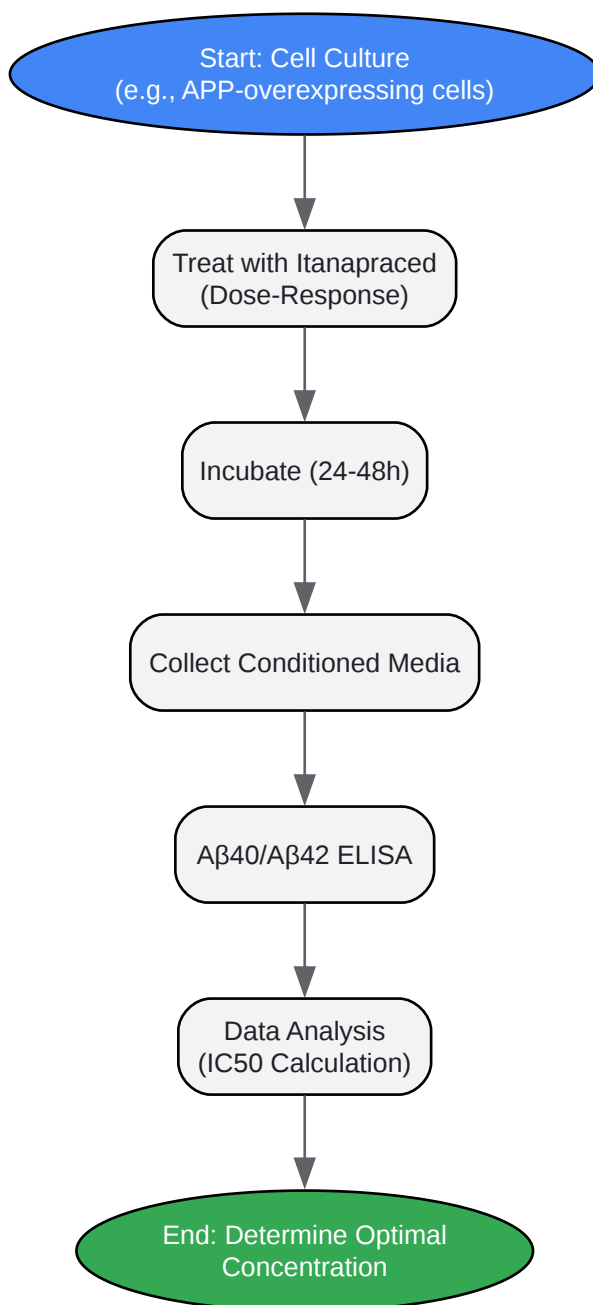 Start: Cell Culture
(e.g., APP-overexpressing cells)
Treat with Itanapraced
(Dose-Response)
Incubate (24-48h)
Collect Conditioned Media
Aβ40/Aβ42 ELISA
Data Analysis
(IC50 Calculation)
End: Determine Optimal
Concentration